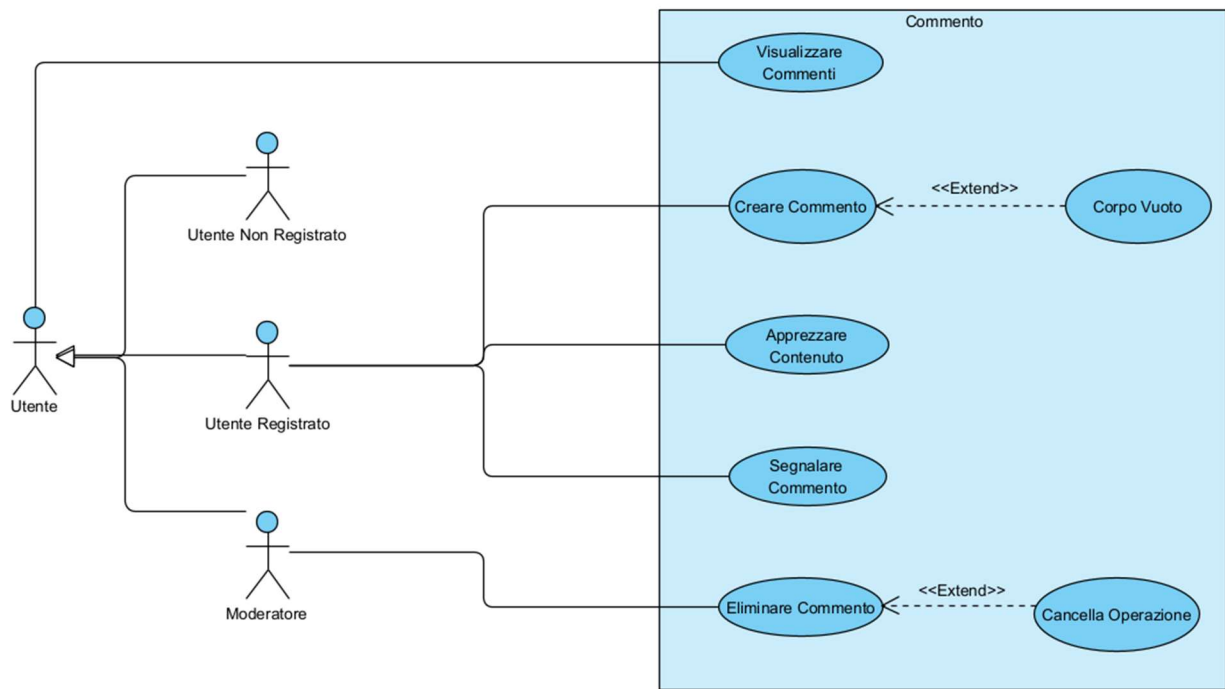 Commento
Visualizzare
Commenti
Utente Non Registrato
Creare Commento
<<Extend>>
Corpo Vuoto
Utente
Utente Registrato
Apprezzare
Contenuto
Segnalare
Commento
Moderatore
Eliminare Commento
<<Extend>>
Cancella Operazione